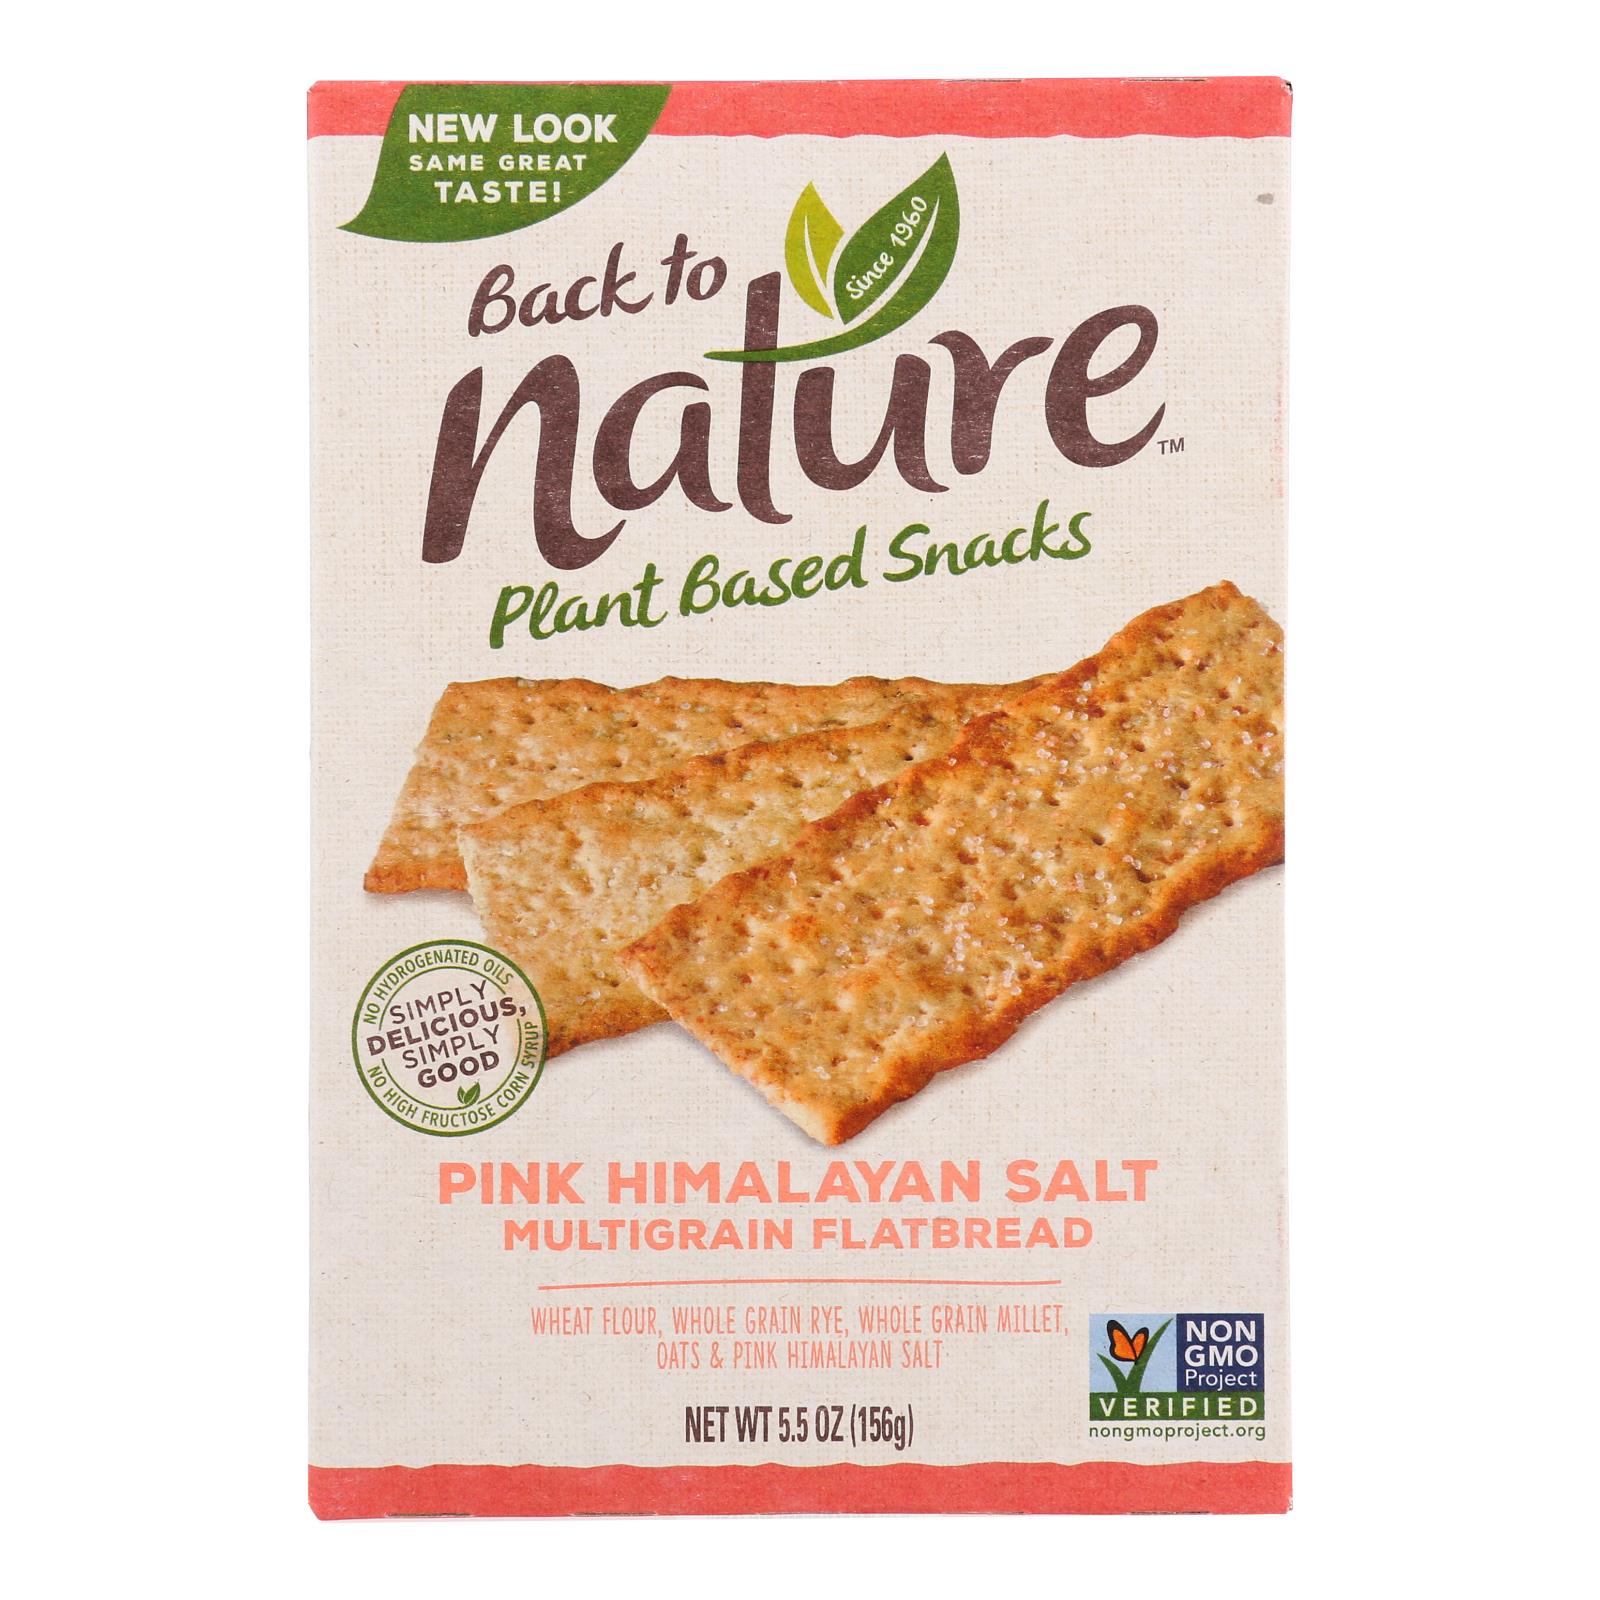 NEW LOOK
SAME GREAT
TASTE!
Since 1960
Back to
nature™
Plant Based Snacks
NO HYDROGENATED OILS
SIMPLY
DELICIOUS,
SIMPLY
GOOD
NO HIGH FRUCTOSE CORN SYRUP
PINK HIMALAYAN SALT
MULTIGRAIN FLATBREAD
WHEAT FLOUR, WHOLE GRAIN RYE, WHOLE GRAIN MILLET,
OATS & PINK HIMALAYAN SALT
NET WT 5.5 OZ (156g)
NON
GMO
Project
VERIFIED
nongmoproject.org